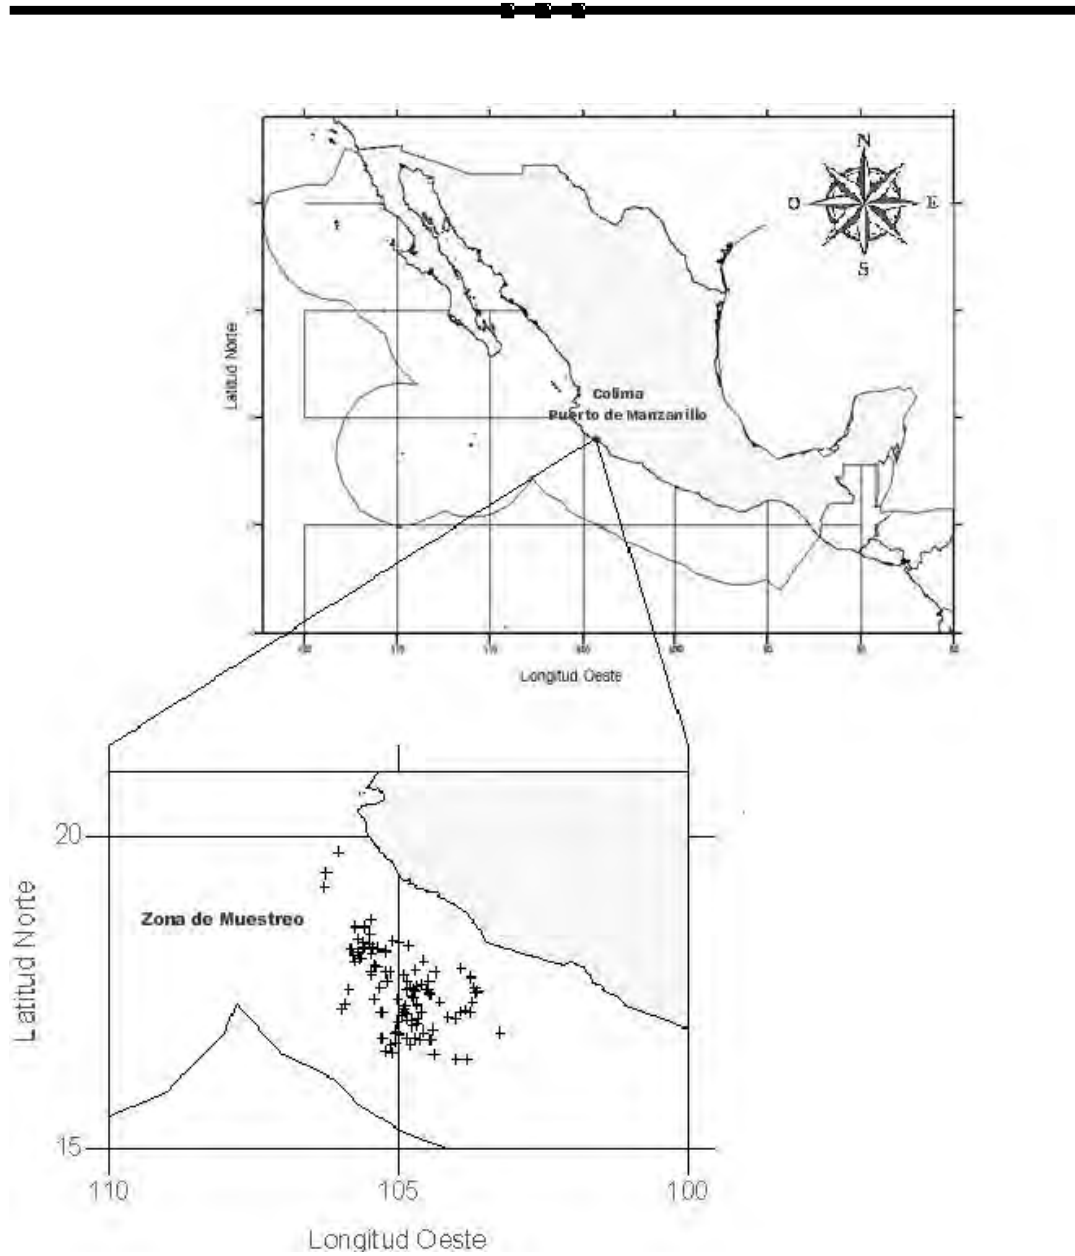 N
O E
S
Latitud Norte
Colima
Puerto de Manzanillo
Longitud Oeste
20
Zona de Muestreo
Latitud Norte
15
110 105 100
Longitud Oeste